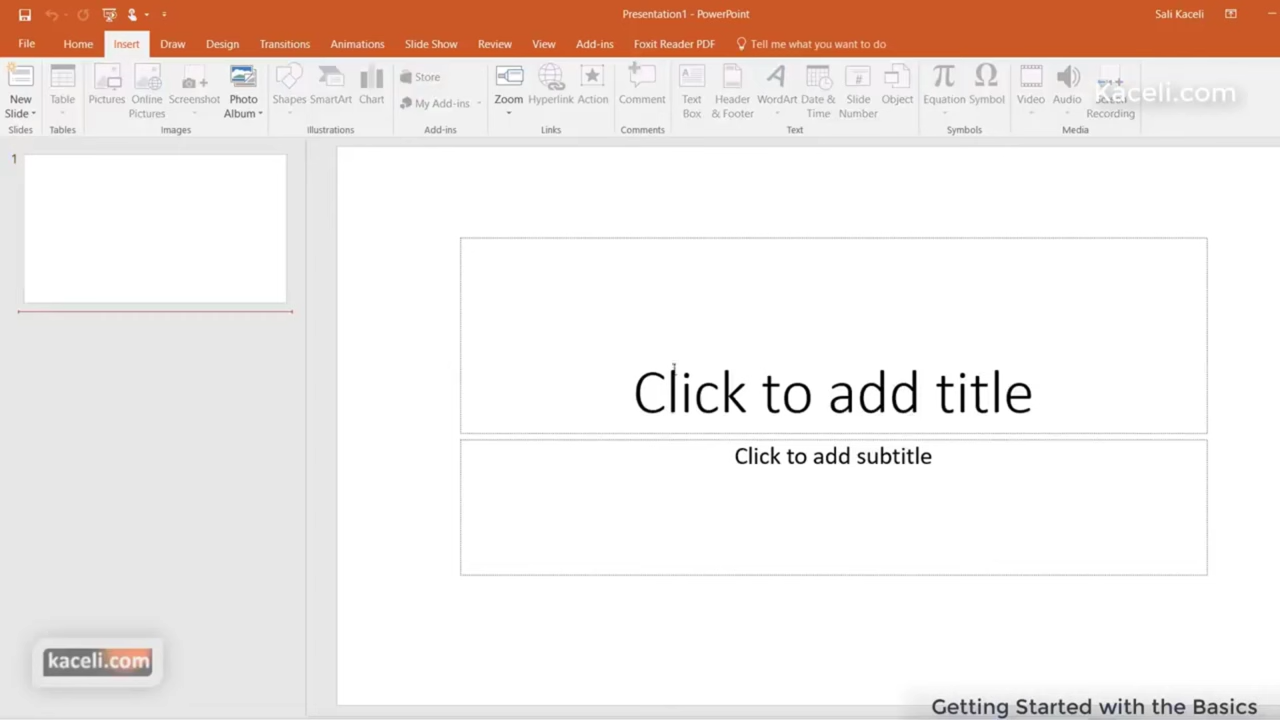 Presentation1 - PowerPoint
Sali Kaceli
File Home Insert Draw Design Transitions Animations Slide Show Review View Add-ins Foxit Reader PDF Tell me what you want to do
New Slide
Table
Pictures
Online Pictures
Screenshot
Photo Album
Shapes
SmartArt
Chart
Store
My Add-ins
Zoom
Hyperlink
Action
Comment
Text Box
Header & Footer
WordArt
Date & Time
Slide Number
Object
Equation
Symbol
Video
Audio
Recording
Kaceli.com
Slides Tables Images Illustrations Add-ins Links Comments Text Symbols Media
1
Click to add title
Click to add subtitle
kaceli.com
Getting Started with the Basics